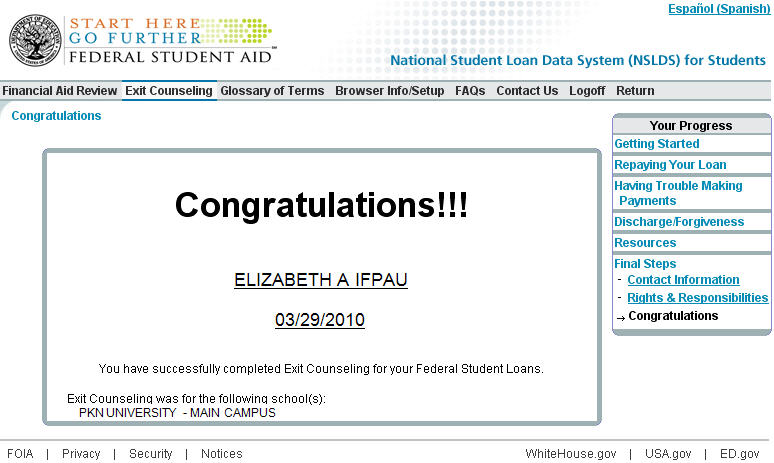 Español (Spanish)
START HERE
GO FURTHER
FEDERAL STUDENT AID
National Student Loan Data System (NSLDS) for Students
Financial Aid Review Exit Counseling Glossary of Terms Browser Info/Setup FAQs Contact Us Logoff Return
Congratulations
Congratulations!!!
ELIZABETH A IFPAU
03/29/2010
You have successfully completed Exit Counseling for your Federal Student Loans.
Exit Counseling was for the following school(s):
PKN UNIVERSITY - MAIN CAMPUS
Your Progress
Getting Started
Repaying Your Loan
Having Trouble Making
Payments
Discharge/Forgiveness
Resources
Final Steps
- Contact Information
- Rights & Responsibilities
→ Congratulations
FOIA | Privacy | Security | Notices
WhiteHouse.gov | USA.gov | ED.gov